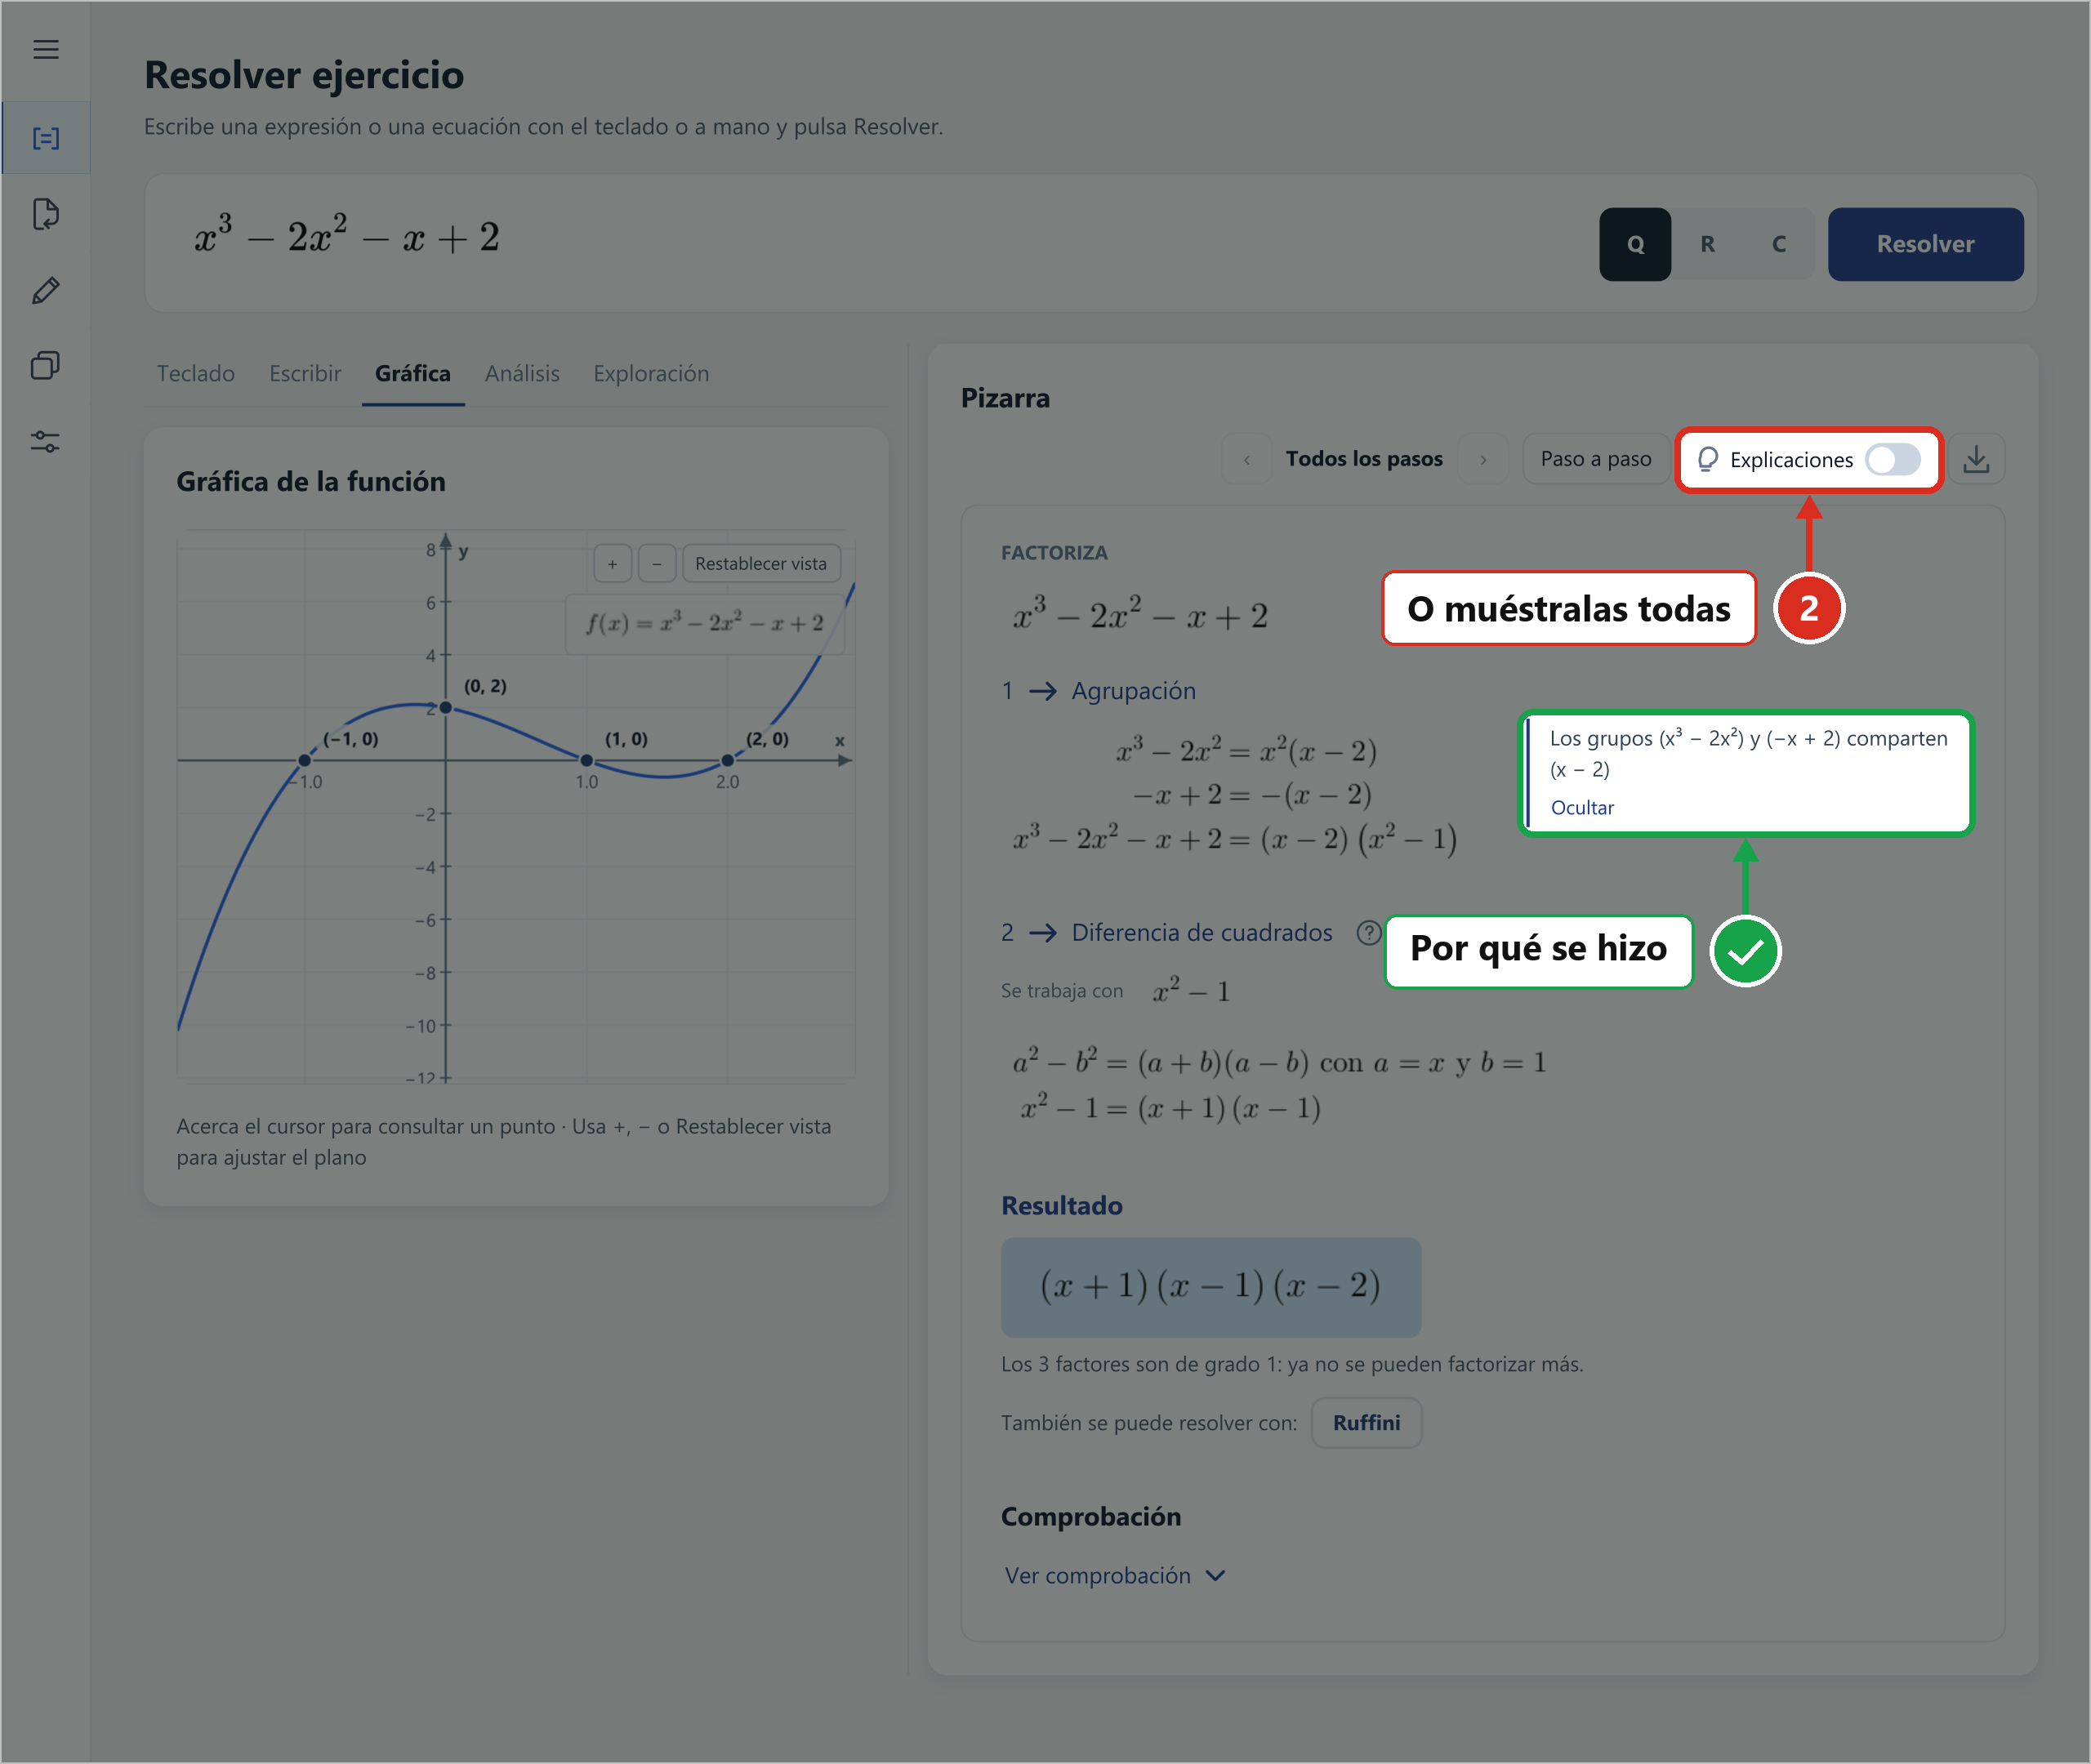 Resolver ejercicio
Escribe una expresión o una ecuación con el teclado o a mano y pulsa Resolver.
x³ − 2x² − x + 2
Q R C Resolver
Teclado Escribir Gráfica Análisis Exploración
Gráfica de la función
+ − Restablecer vista
f(x) = x³ − 2x² − x + 2
y
x
8
6
4
2
−2
−4
−6
−8
−10
−12
−1.0 1.0 2.0
(0, 2)
(−1, 0) (1, 0) (2, 0)
Acerca el cursor para consultar un punto · Usa +, − o Restablecer vista
para ajustar el plano
Pizarra
‹ Todos los pasos › Paso a paso Explicaciones
FACTORIZA
x³ − 2x² − x + 2
O muéstralas todas 2
1 → Agrupación
x³ − 2x² = x²(x − 2)
−x + 2 = −(x − 2)
x³ − 2x² − x + 2 = (x − 2) (x² − 1)
Los grupos (x³ − 2x²) y (−x + 2) comparten
(x − 2)
Ocultar
2 → Diferencia de cuadrados ?
Por qué se hizo
Se trabaja con x² − 1
a² − b² = (a + b)(a − b) con a = x y b = 1
x² − 1 = (x + 1) (x − 1)
Resultado
(x + 1) (x − 1) (x − 2)
Los 3 factores son de grado 1: ya no se pueden factorizar más.
También se puede resolver con: Ruffini
Comprobación
Ver comprobación